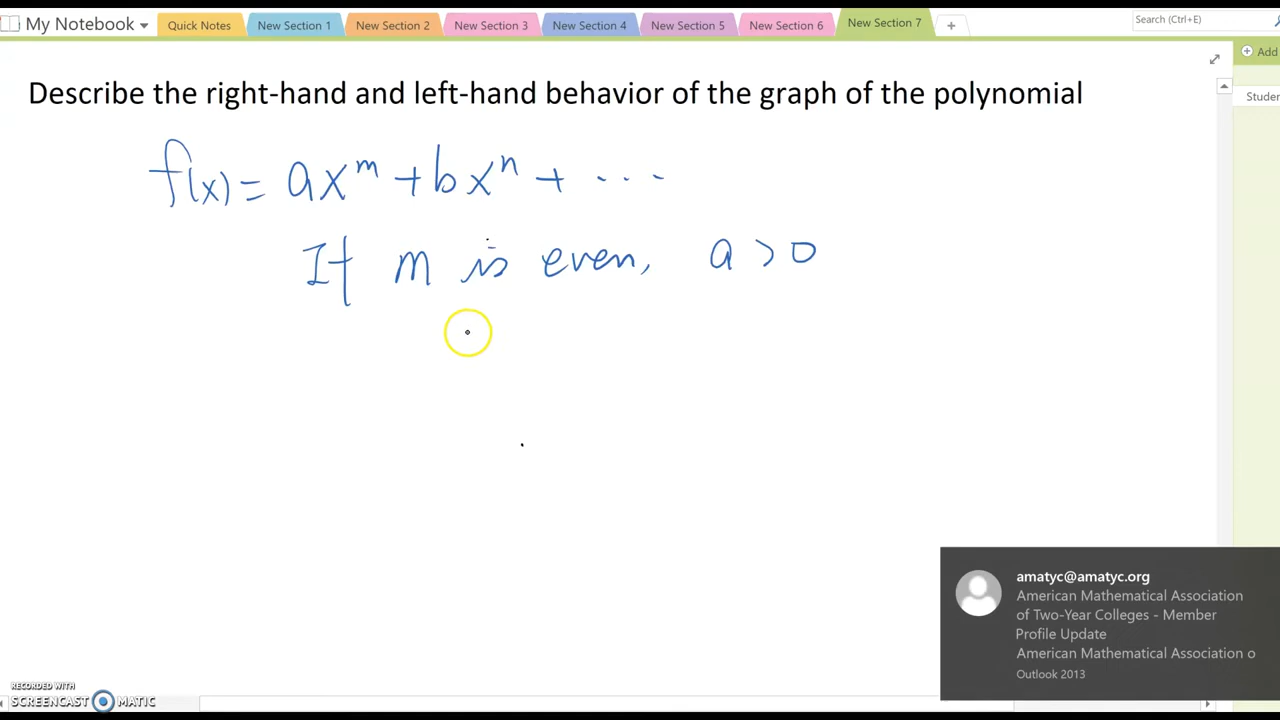 My Notebook
Quick Notes
New Section 1
New Section 2
New Section 3
New Section 4
New Section 5
New Section 6
New Section 7
Search (Ctrl+E)
Add
Studer
Describe the right-hand and left-hand behavior of the graph of the polynomial
f(x) = ax^m + bx^n + ...
If m is even, a > 0
amatyc@amatyc.org
American Mathematical Association
of Two-Year Colleges - Member
Profile Update
American Mathematical Association o
Outlook 2013
RECORDED WITH
SCREENCAST MATIC